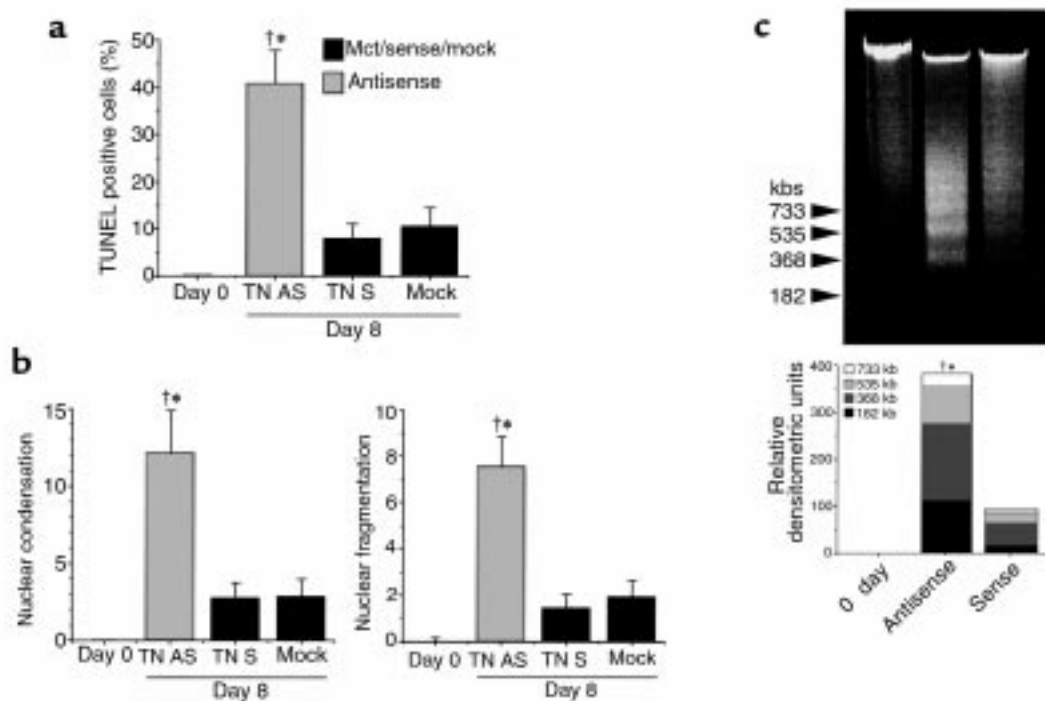 a
TUNEL positive cells (%)
50
40
30
20
10
0
†*
Mct/sense/mock
Antisense
Day 0 TN AS TN S Mock
Day 8
b
Nuclear condensation
15
10
5
0
†*
Day 0 TN AS TN S Mock
Day 8
Nuclear fragmentation
10
8
6
4
2
0
†*
Day 0 TN AS TN S Mock
Day 8
c
kbs
733
535
368
182
Relative
densitometric units
400
300
200
100
0
733 kb
535 kb
368 kb
182 kb
†*
0 day
Antisense
Sense